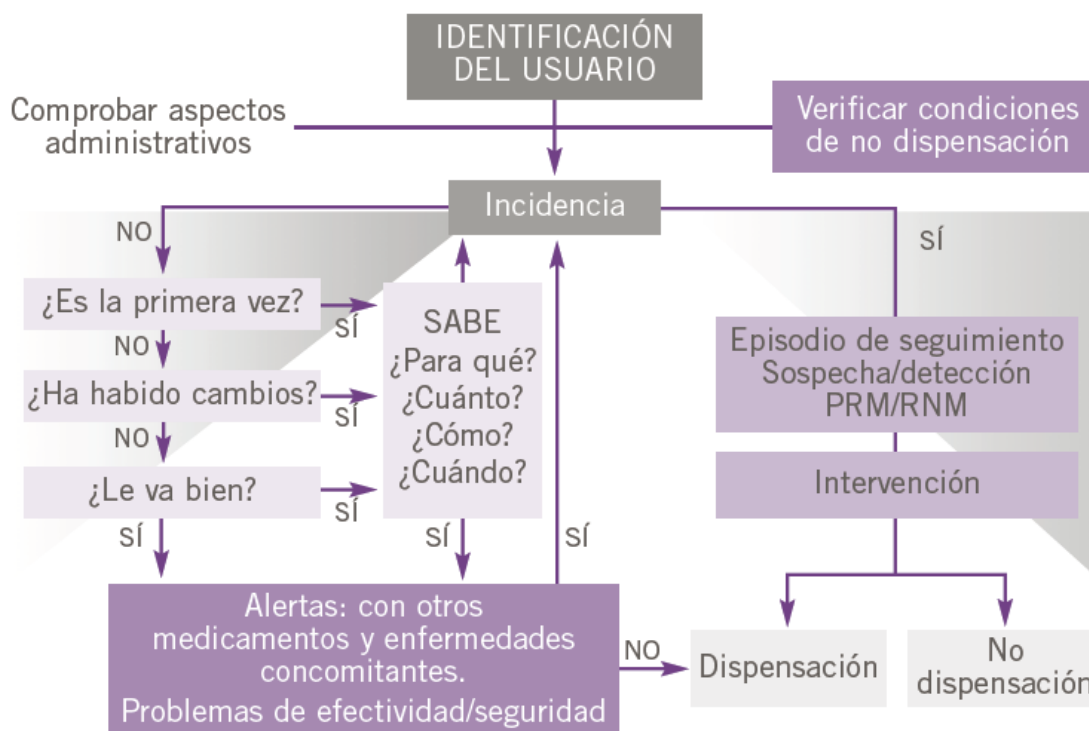 IDENTIFICACIÓN
DEL USUARIO
Comprobar aspectos
administrativos
Verificar condiciones
de no dispensación
Incidencia
NO
SÍ
¿Es la primera vez?
SÍ
NO
¿Ha habido cambios?
SÍ
NO
¿Le va bien?
SÍ
SÍ
SABE
¿Para qué?
¿Cuánto?
¿Cómo?
¿Cuándo?
SÍ
SÍ
Episodio de seguimiento
Sospecha/detección
PRM/RNM
Intervención
Alertas: con otros
medicamentos y enfermedades
concomitantes.
Problemas de efectividad/seguridad
NO
Dispensación
No
dispensación